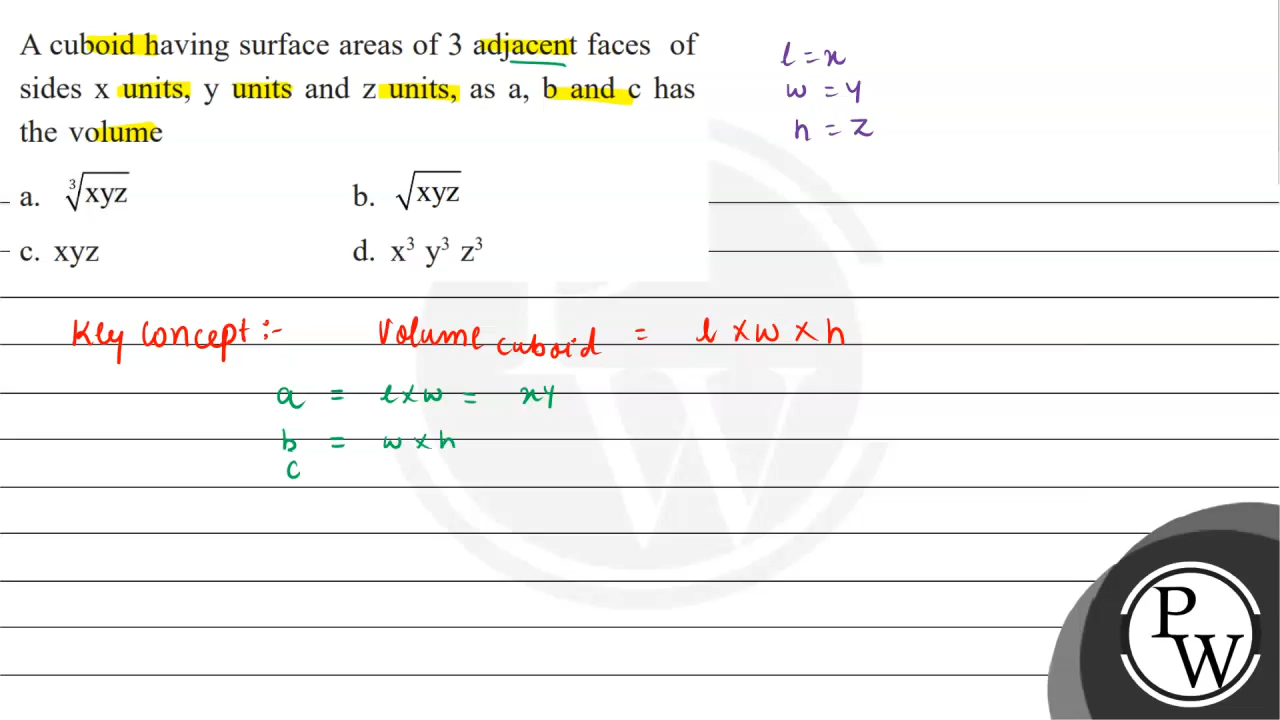 A cuboid having surface areas of 3 adjacent faces of
sides x units, y units and z units, as a, b and c has
the volume
a. ∛xyz b. √xyz
c. xyz d. x³ y³ z³
l = x
w = y
h = z
Key concept :- Volume cuboid = l × w × h
a = l × w = xy
b = w × h
c
PW